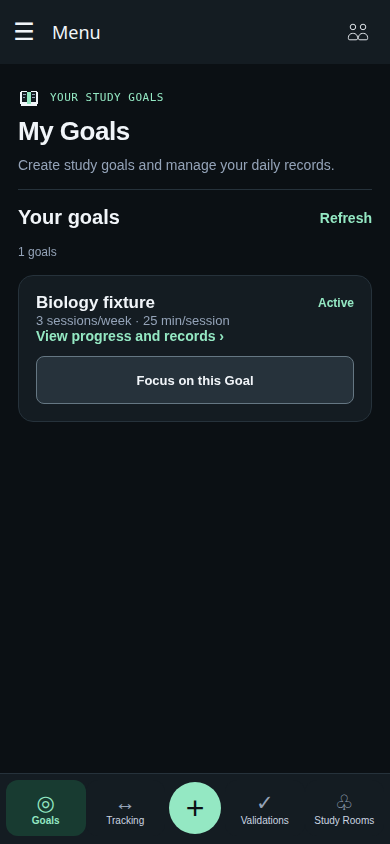 ☰ Menu
YOUR STUDY GOALS
My Goals
Create study goals and manage your daily records.
Your goals
Refresh
1 goals
Biology fixture
Active
3 sessions/week · 25 min/session
View progress and records ›
Focus on this Goal
+
Goals
Tracking
Validations
Study Rooms